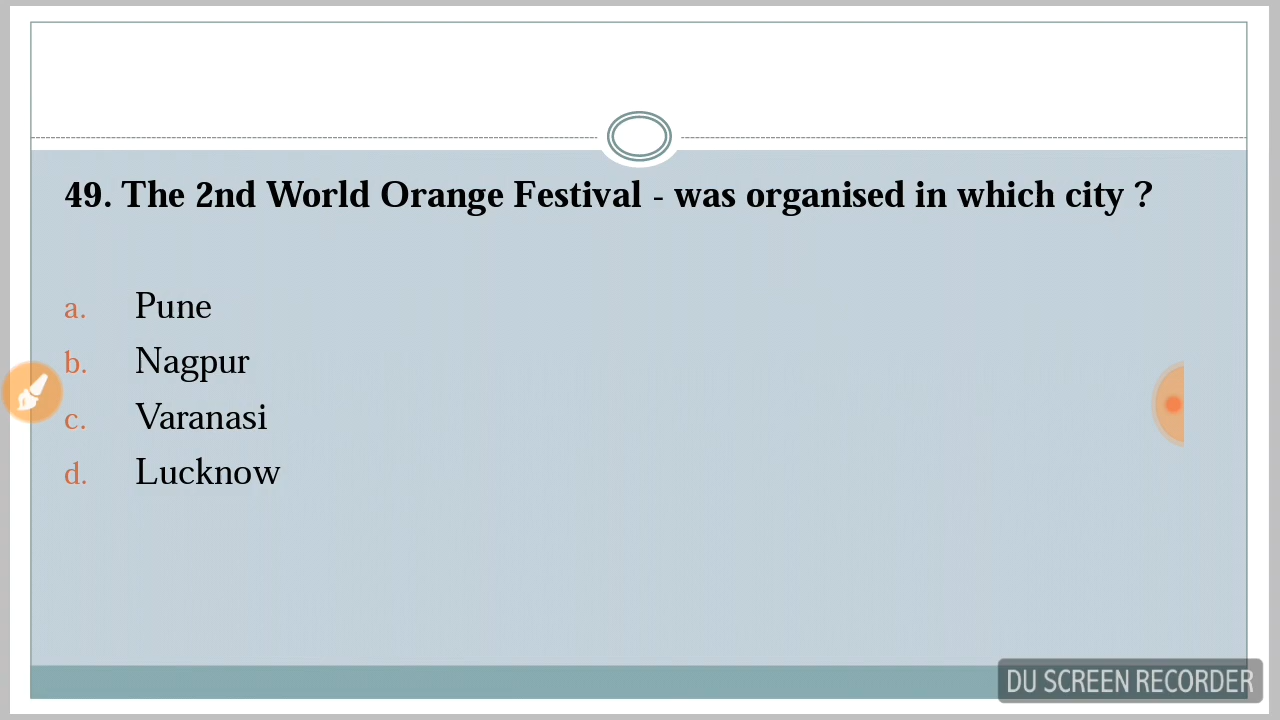 49. The 2nd World Orange Festival - was organised in which city ?
a. Pune
b. Nagpur
c. Varanasi
d. Lucknow
DU SCREEN RECORDER